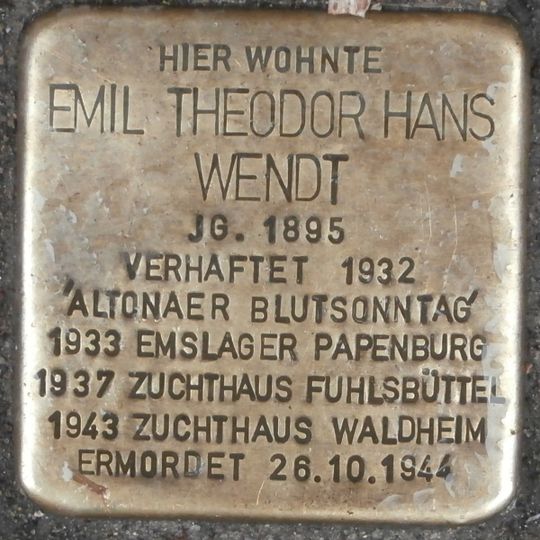 HIER WOHNTE
EMIL THEODOR HANS
WENDT
JG. 1895
VERHAFTET 1932
'ALTONAER BLUTSONNTAG'
1933 EMSLAGER PAPENBURG
1937 ZUCHTHAUS FUHLSBÜTTEL
1943 ZUCHTHAUS WALDHEIM
ERMORDET 26.10.1944